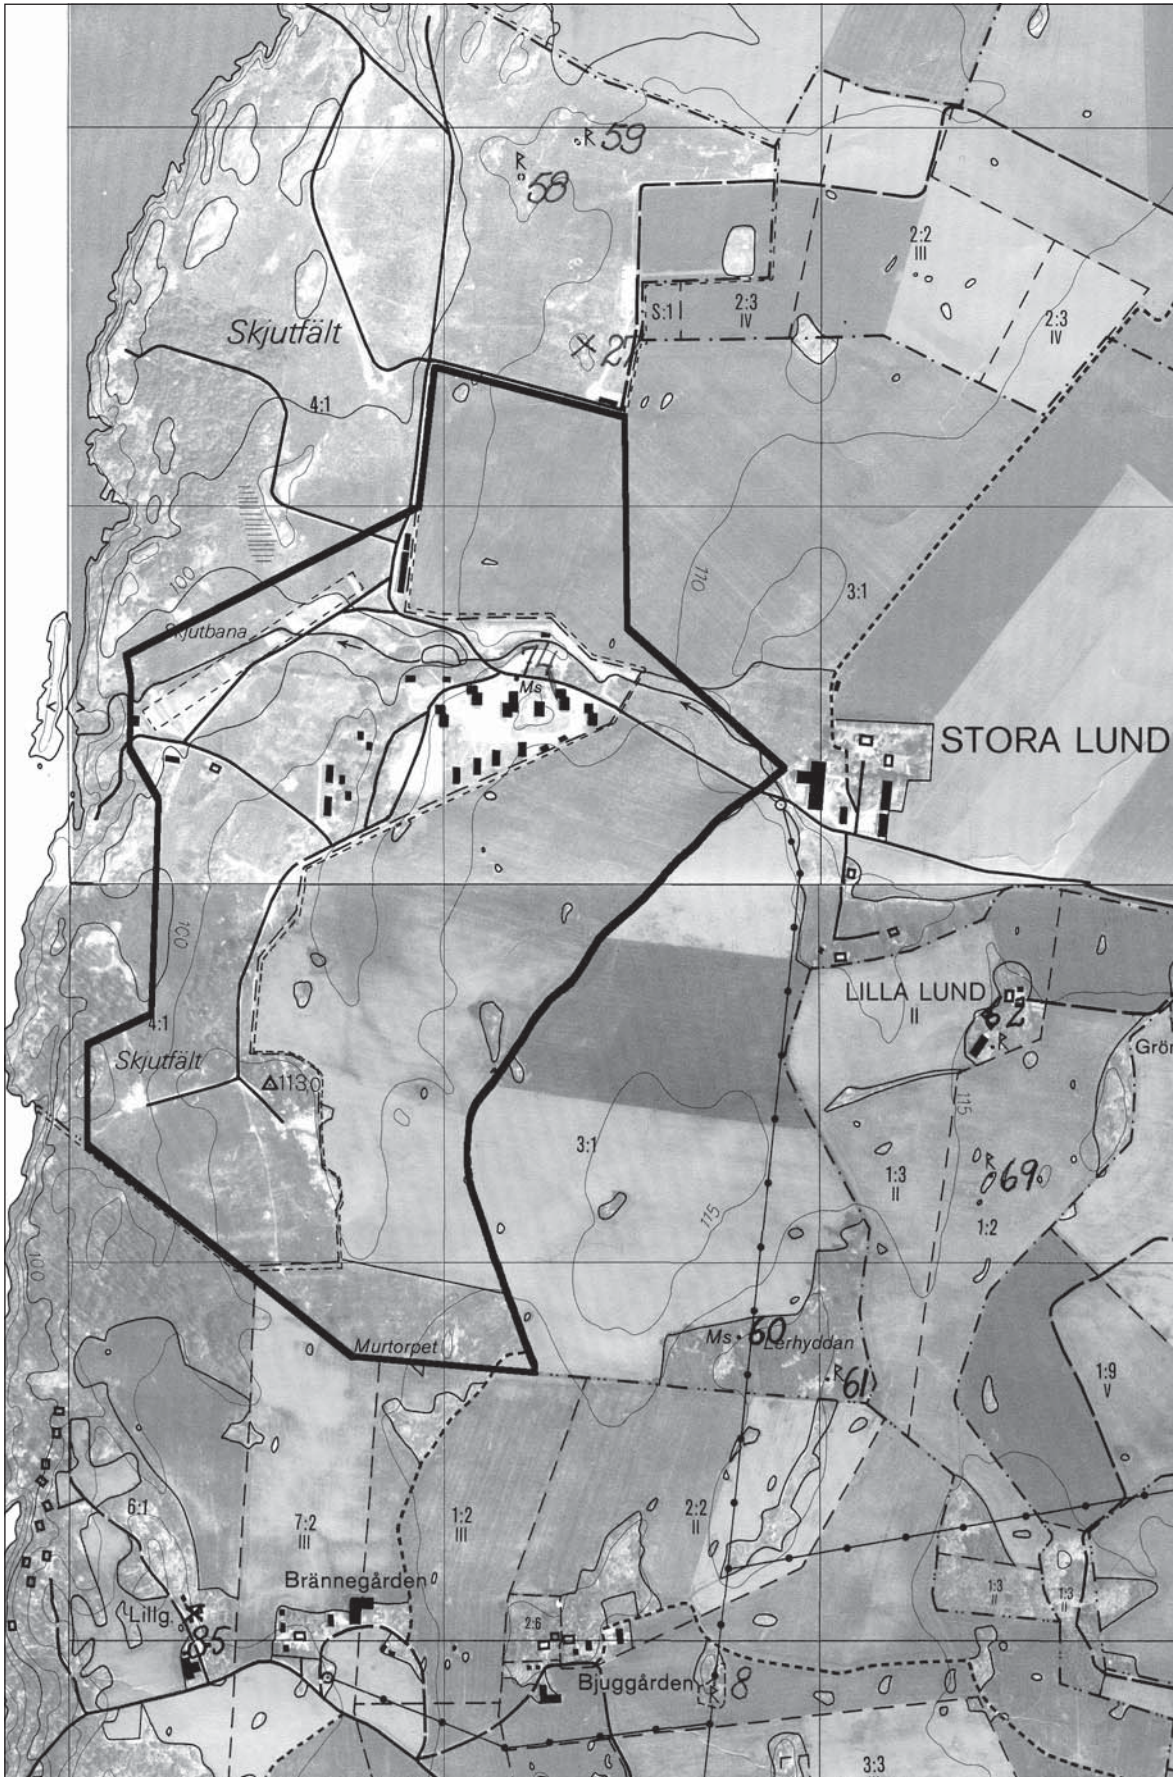 R 59
R
58
2:2
III
S:1
2:3
IV
2:3
IV
Skjutfält
27
4:1
110
100
3:1
Skjutbana
Ms
STORA LUND
100
LILLA LUND
II
62
R
4:1
Skjutfält
113,0
Grön
115
3:1
1:3
II
R
69
115
1:2
100
Ms
60
Lerhyddan
Murtorpet
R
61
1:9
V
6:1
7:2
III
1:2
III
2:2
II
Brännegården
1:3
II
1:3
II
Lillg.
85
2:6
Bjuggården
R 8
3:3